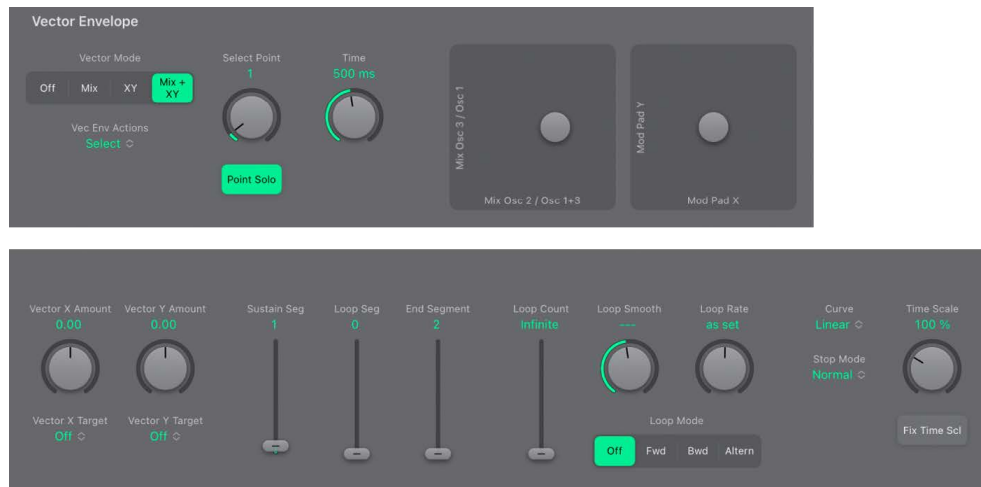 Vector Envelope
Vector Mode
Off Mix XY Mix +
XY
Vec Env Actions
Select
Select Point
1
Point Solo
Time
500 ms
Mix Osc 3 / Osc 1
Mix Osc 2 / Osc 1+3
Mod Pad Y
Mod Pad X
Vector X Amount Vector Y Amount Sustain Seg Loop Seg End Segment Loop Count Loop Smooth Loop Rate Curve Time Scale
0.00 0.00 1 0 2 Infinite --- as set Linear 100 %
Stop Mode
Normal
Vector X Target Vector Y Target Loop Mode
Off Off
Off Fwd Bwd Altern
Fix Time Scl